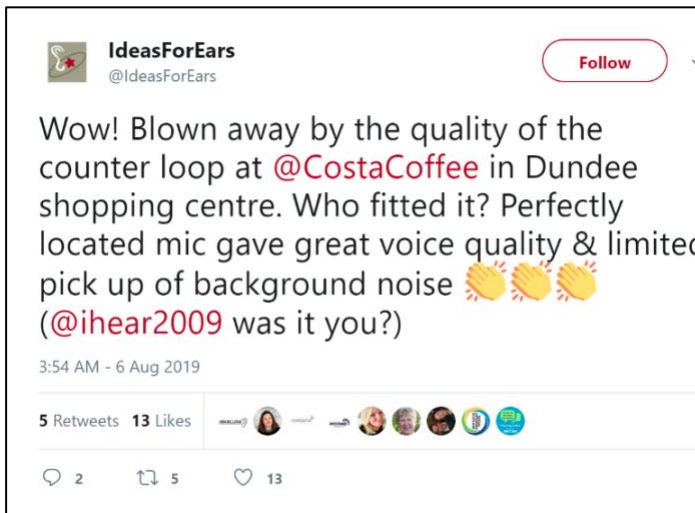 IdeasForEars
@IdeasForEars
Follow
Wow! Blown away by the quality of the
counter loop at @CostaCoffee in Dundee
shopping centre. Who fitted it? Perfectly
located mic gave great voice quality & limited
pick up of background noise 👏👏👏
(@ihear2009 was it you?)
3:54 AM - 6 Aug 2019
5 Retweets 13 Likes
2 5 13